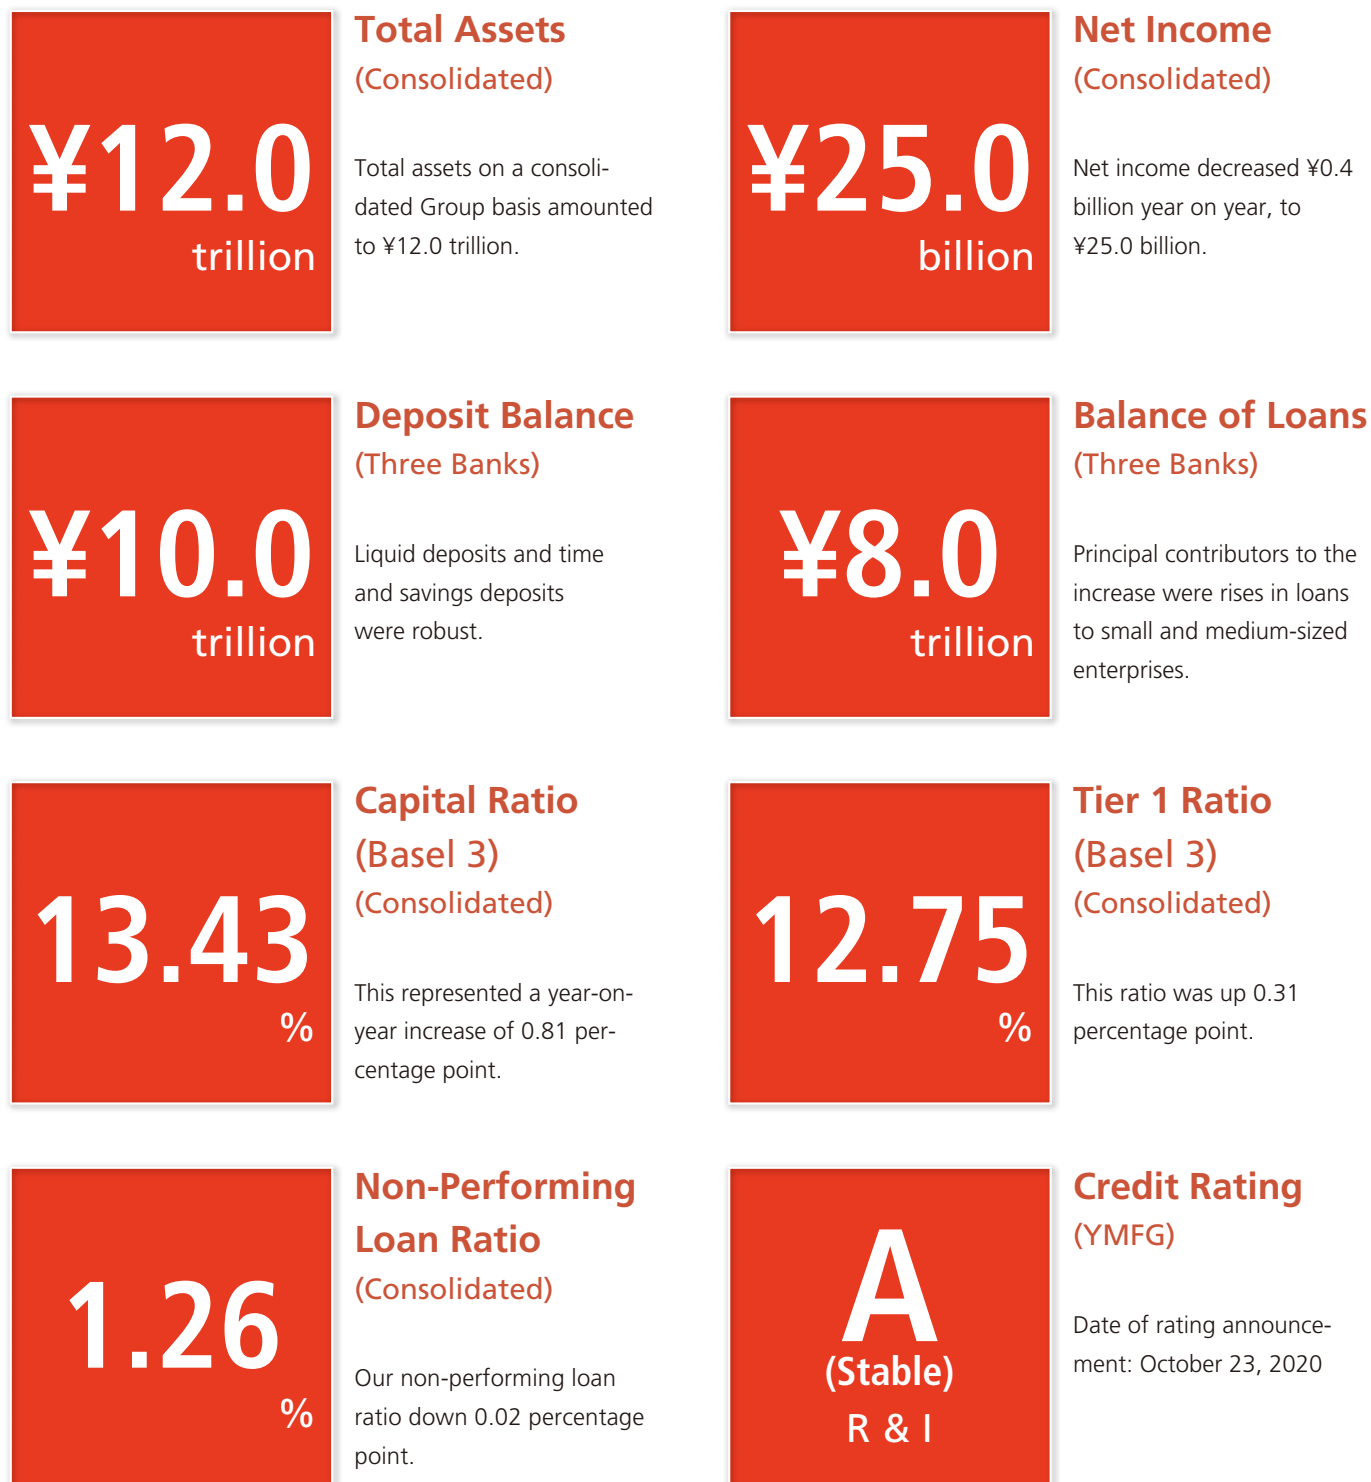 ¥12.0
trillion
Total Assets
(Consolidated)
Total assets on a consoli-
dated Group basis amounted
to ¥12.0 trillion.
¥25.0
billion
Net Income
(Consolidated)
Net income decreased ¥0.4
billion year on year, to
¥25.0 billion.
¥10.0
trillion
Deposit Balance
(Three Banks)
Liquid deposits and time
and savings deposits
were robust.
¥8.0
trillion
Balance of Loans
(Three Banks)
Principal contributors to the
increase were rises in loans
to small and medium-sized
enterprises.
13.43
%
Capital Ratio
(Basel 3)
(Consolidated)
This represented a year-on-
year increase of 0.81 per-
centage point.
12.75
%
Tier 1 Ratio
(Basel 3)
(Consolidated)
This ratio was up 0.31
percentage point.
1.26
%
Non-Performing
Loan Ratio
(Consolidated)
Our non-performing loan
ratio down 0.02 percentage
point.
A
(Stable)
R & I
Credit Rating
(YMFG)
Date of rating announce-
ment: October 23, 2020